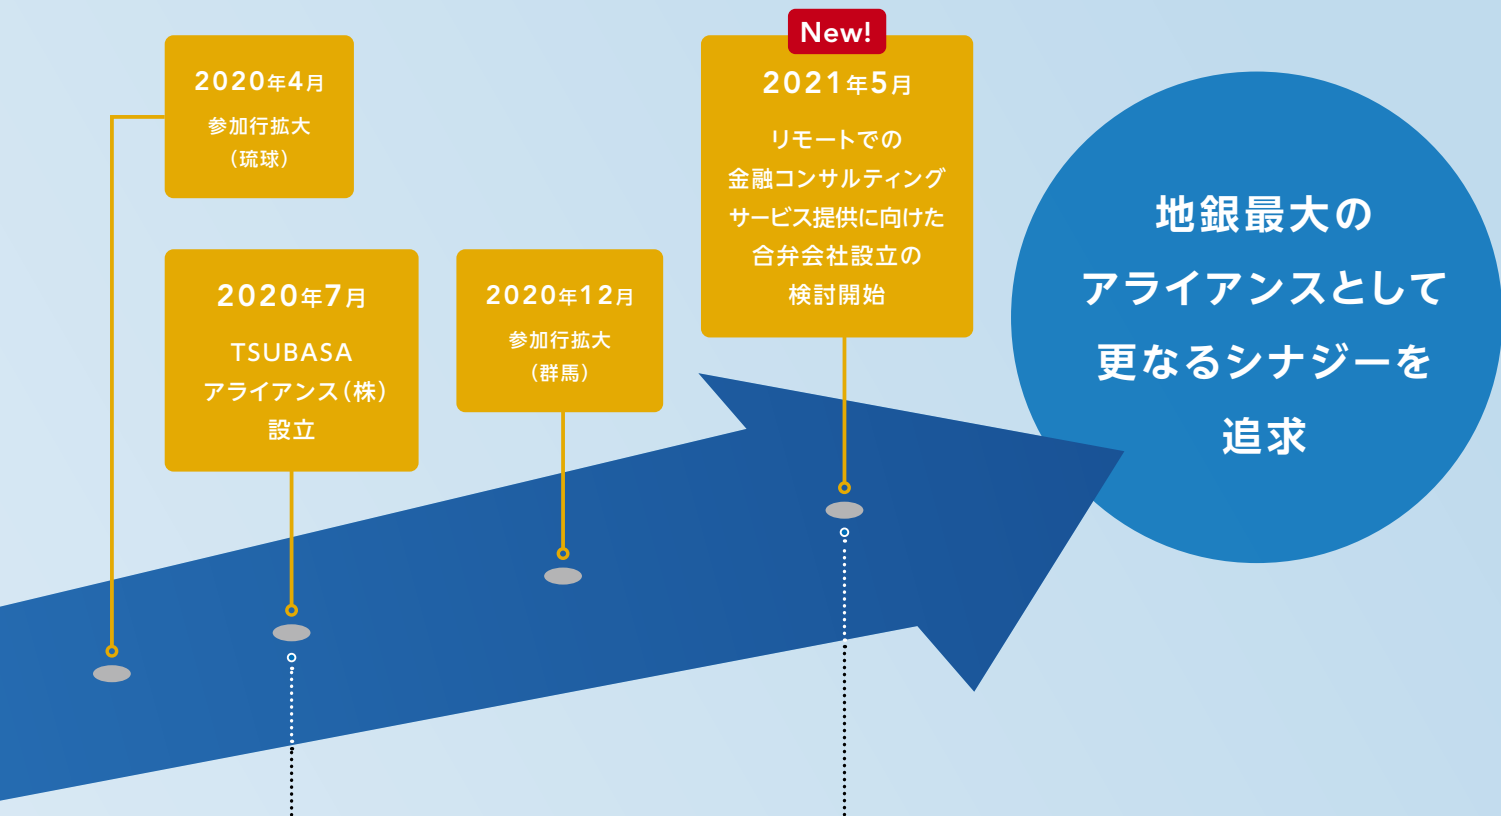 2020年4月
参加行拡大
（琉球）
2020年7月
TSUBASA
アライアンス（株）
設立
2020年12月
参加行拡大
（群馬）
New!
2021年5月
リモートでの
金融コンサルティング
サービス提供に向けた
合弁会社設立の
検討開始
地銀最大の
アライアンスとして
更なるシナジーを
追求